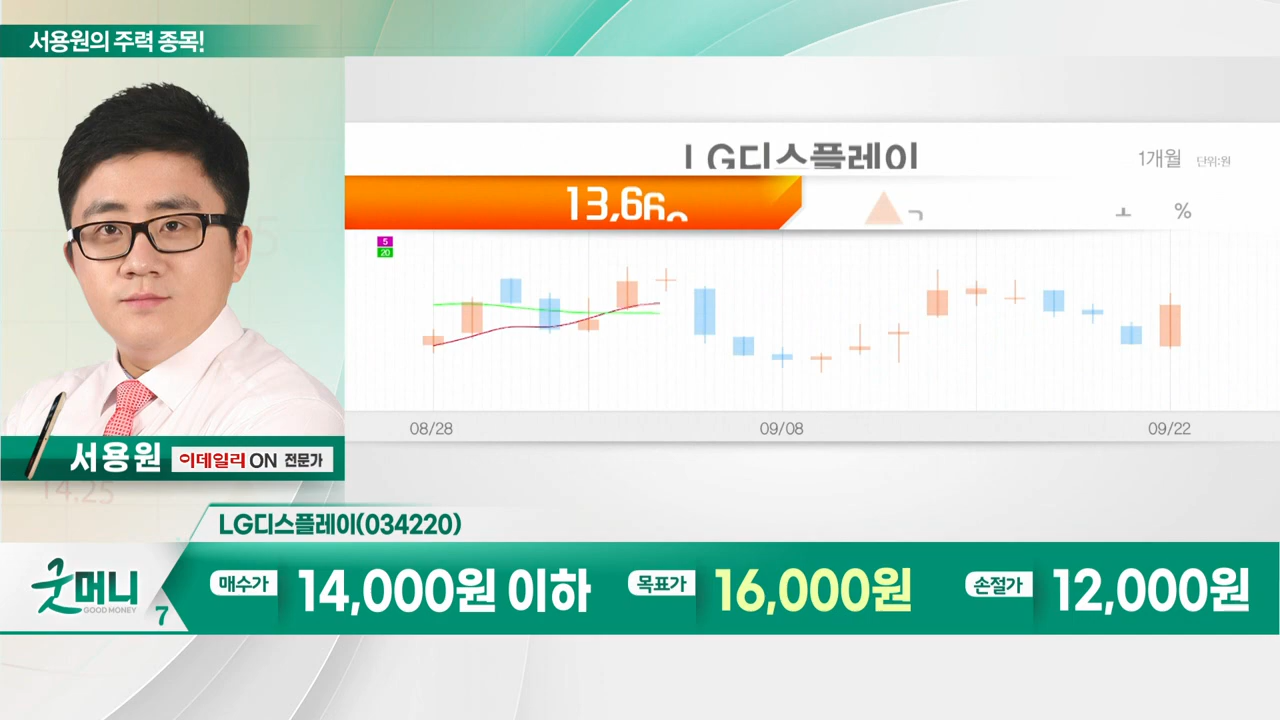 서용원의 주력 종목!
LG디스플레이
1개월 단위:원
%
5
20
08/28 09/08 09/22
서용원 이데일리 ON 전문가
14.25
LG디스플레이(034220)
굿머니 GOOD MONEY 7
매수가 14,000원 이하 목표가 16,000원 손절가 12,000원